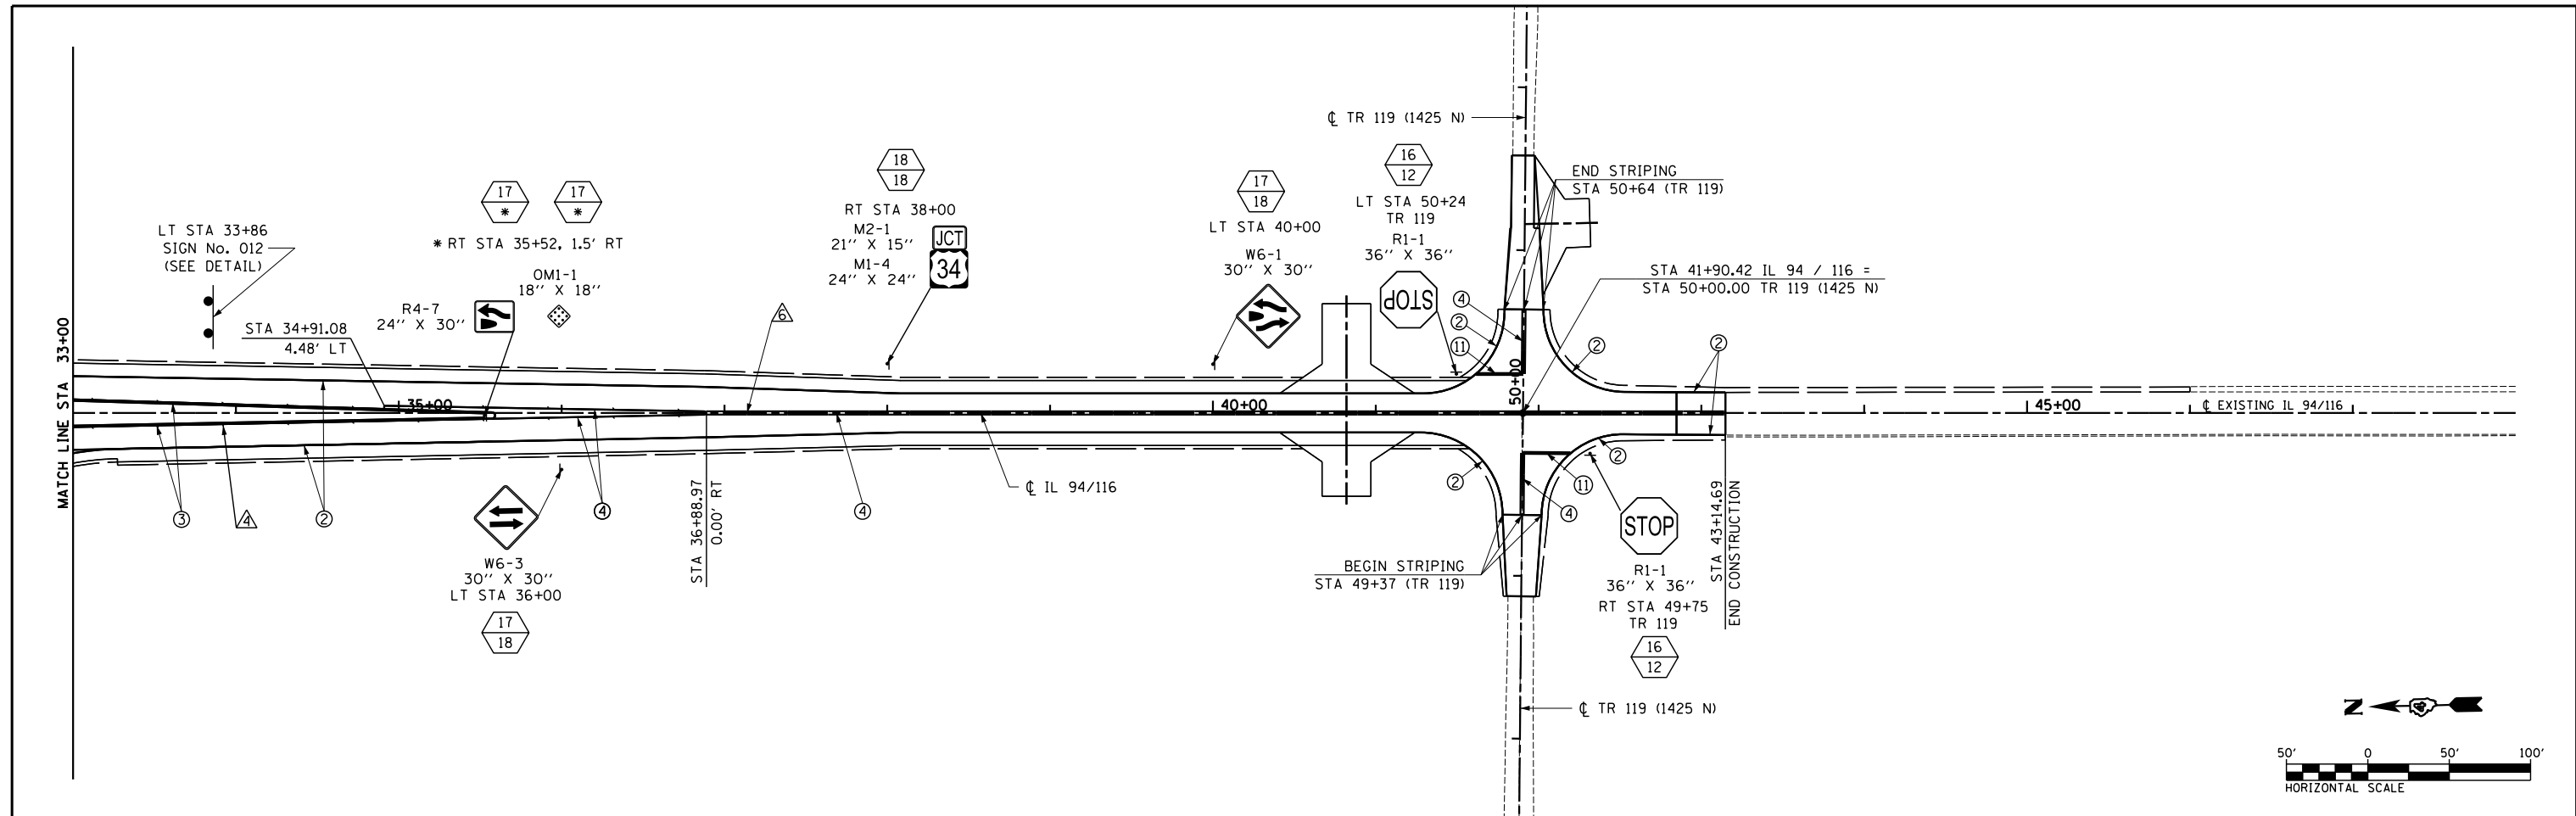 MATCH LINE STA 33+00
LT STA 33+86
SIGN No. 012
(SEE DETAIL)
STA 34+91.08
4.48' LT
17
*
17
*
* RT STA 35+52, 1.5' RT
R4-7
24'' X 30''
OM1-1
18'' X 18''
18
18
RT STA 38+00
M2-1
21'' X 15''
M1-4
24'' X 24''
JCT
34
6
17
18
LT STA 40+00
W6-1
30'' X 30''
℄ TR 119 (1425 N)
16
12
LT STA 50+24
TR 119
R1-1
36'' X 36''
STOP
4
2
11
END STRIPING
STA 50+64 (TR 119)
STA 41+90.42 IL 94 / 116 =
STA 50+00.00 TR 119 (1425 N)
2
2
35+00
40+00
50+00
45+00
℄ EXISTING IL 94/116
3
4
2
W6-3
30'' X 30''
LT STA 36+00
17
18
4
STA 36+88.97
0.00' RT
4
℄ IL 94/116
2
BEGIN STRIPING
STA 49+37 (TR 119)
2
11
4
STOP
R1-1
36'' X 36''
RT STA 49+75
TR 119
16
12
STA 43+14.69
END CONSTRUCTION
℄ TR 119 (1425 N)
N
50'
0
50'
100'
HORIZONTAL SCALE